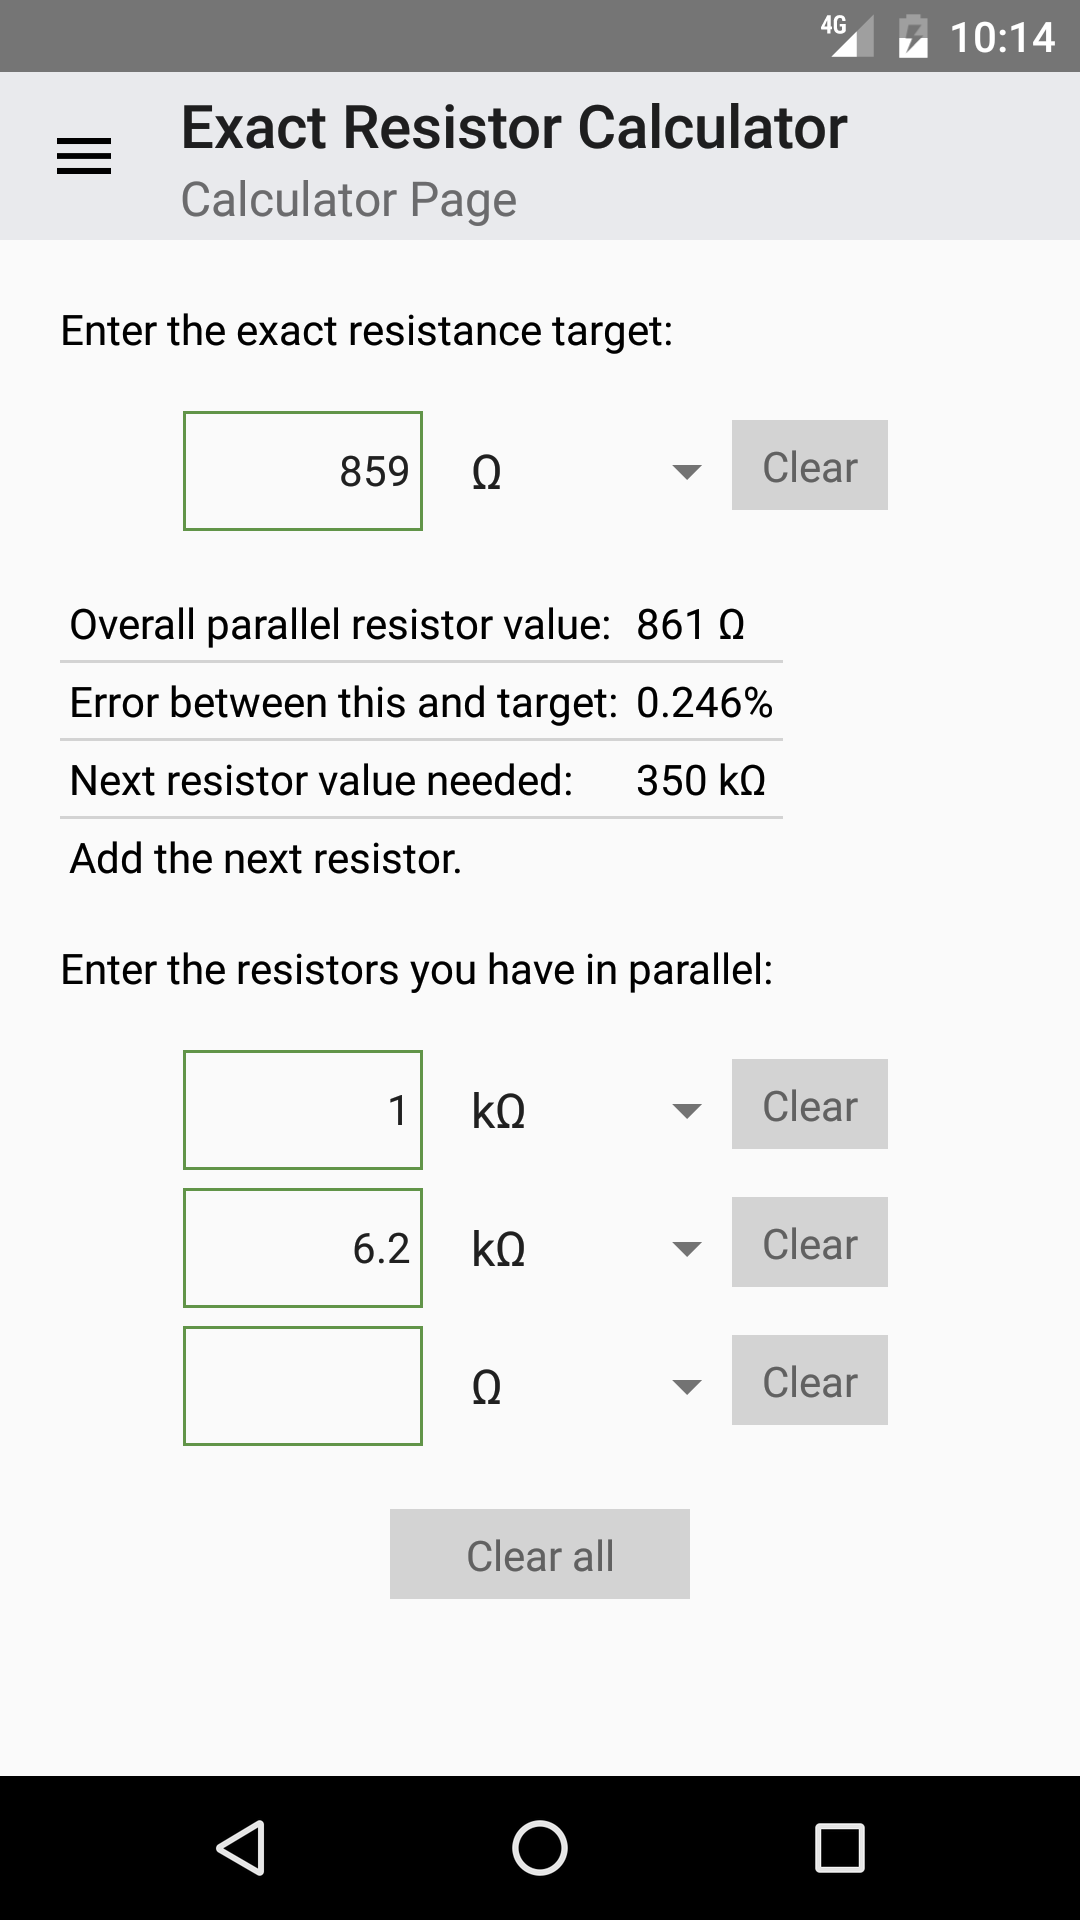 4G 10:14
Exact Resistor Calculator
Calculator Page
Enter the exact resistance target:
859 Ω Clear
Overall parallel resistor value: 861 Ω
Error between this and target: 0.246%
Next resistor value needed: 350 kΩ
Add the next resistor.
Enter the resistors you have in parallel:
1 kΩ Clear
6.2 kΩ Clear
Ω Clear
Clear all